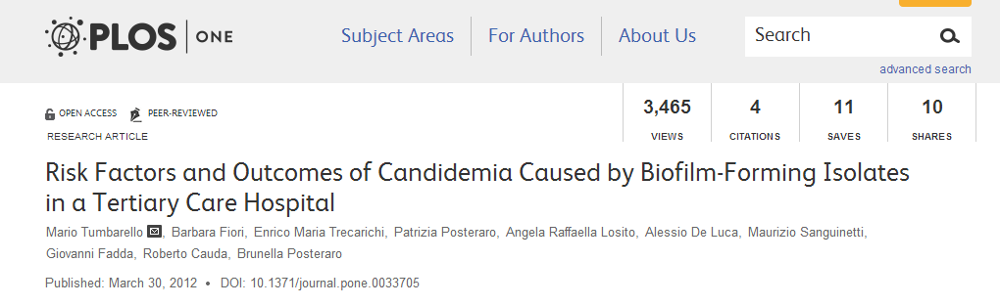 PLOS ONE
Subject Areas For Authors About Us Search
advanced search
OPEN ACCESS PEER-REVIEWED
RESEARCH ARTICLE
3,465 4 11 10
VIEWS CITATIONS SAVES SHARES
Risk Factors and Outcomes of Candidemia Caused by Biofilm-Forming Isolates
in a Tertiary Care Hospital
Mario Tumbarello, Barbara Fiori, Enrico Maria Trecarichi, Patrizia Posteraro, Angela Raffaella Losito, Alessio De Luca, Maurizio Sanguinetti,
Giovanni Fadda, Roberto Cauda, Brunella Posteraro
Published: March 30, 2012 • DOI: 10.1371/journal.pone.0033705